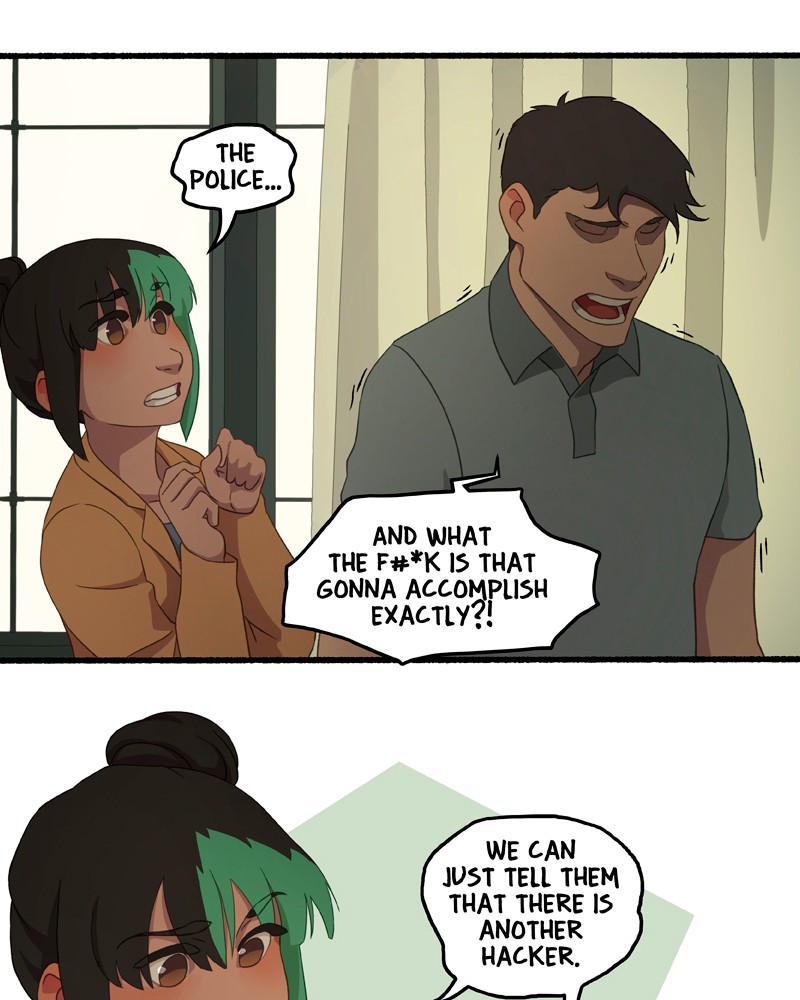 THE
POLICE...
AND WHAT
THE F#*K IS THAT
GONNA ACCOMPLISH
EXACTLY?!
WE CAN
JUST TELL THEM
THAT THERE IS
ANOTHER
HACKER.